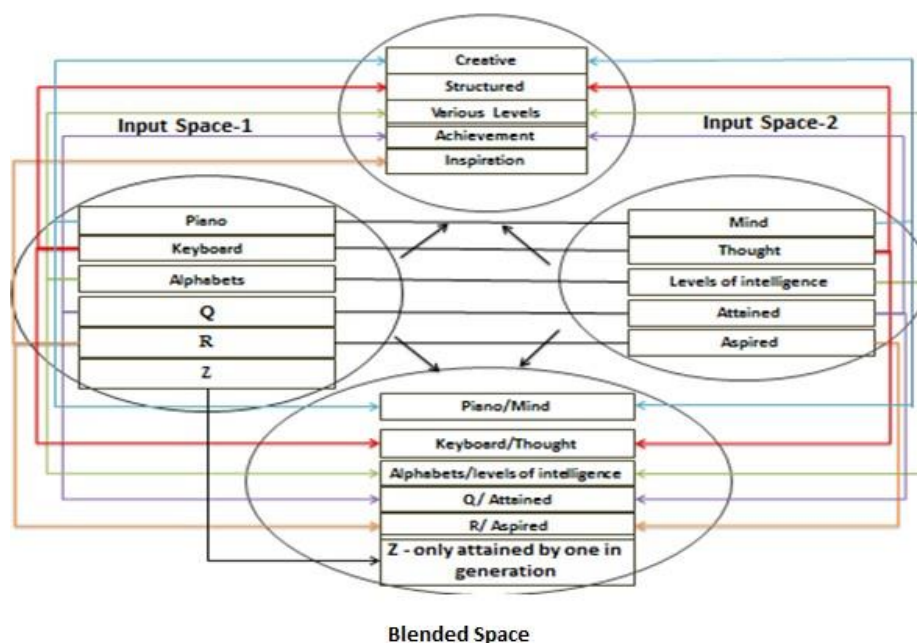 Creative
Structured
Various Levels
Achievement
Inspiration
Input Space-1
Input Space-2
Piano
Keyboard
Alphabets
Q
R
Z
Mind
Thought
Levels of intelligence
Attained
Aspired
Piano/Mind
Keyboard/Thought
Alphabets/levels of intelligence
Q/ Attained
R/ Aspired
Z - only attained by one in
generation
Blended Space